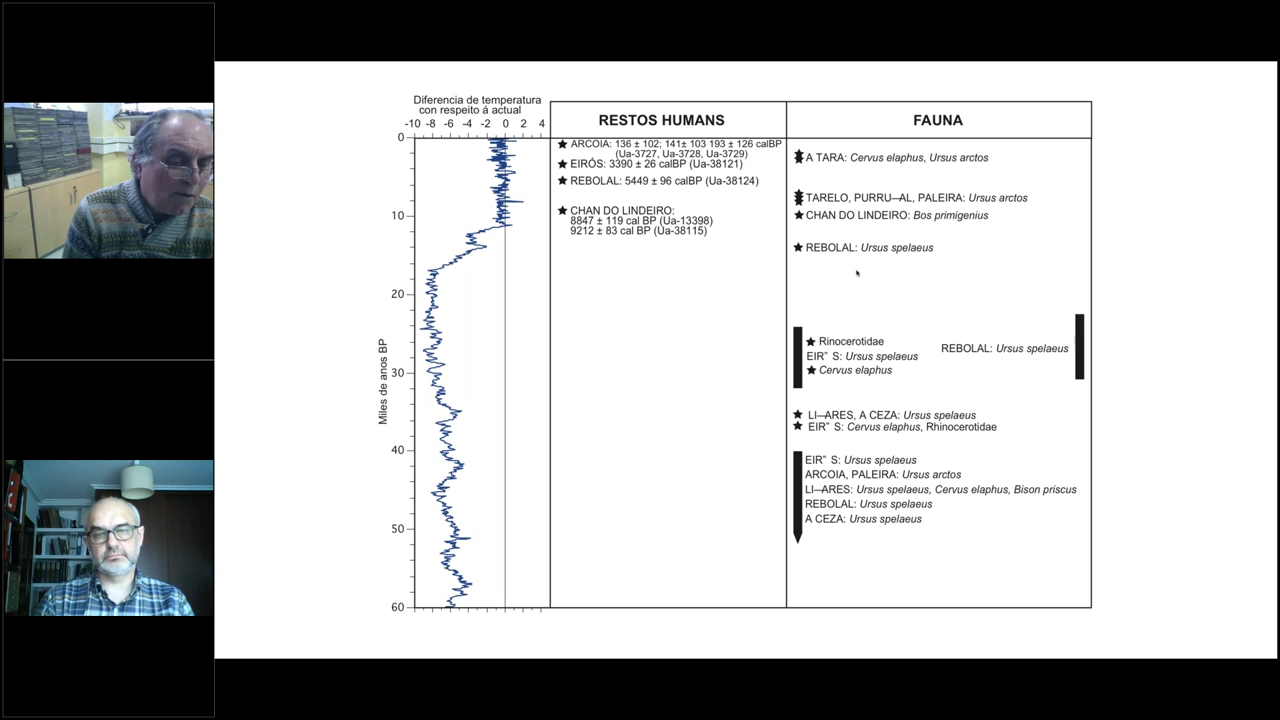 Diferencia de temperatura
con respeito á actual
-10 -8 -6 -4 -2 0 2 4
RESTOS HUMANS
FAUNA
0
10
20
30
40
50
60
Miles de anos BP
ARCOIA: 136 ± 102; 141± 103 193 ± 126 calBP
(Ua-3727, Ua-3728, Ua-3729)
EIRÓS: 3390 ± 26 calBP (Ua-38121)
REBOLAL: 5449 ± 96 calBP (Ua-38124)
CHAN DO LINDEIRO:
8847 ± 119 cal BP (Ua-13398)
9212 ± 83 cal BP (Ua-38115)
A TARA: Cervus elaphus, Ursus arctos
TARELO, PURRU—AL, PALEIRA: Ursus arctos
CHAN DO LINDEIRO: Bos primigenius
REBOLAL: Ursus spelaeus
Rinocerotidae
EIR" S: Ursus spelaeus
Cervus elaphus
REBOLAL: Ursus spelaeus
LI—ARES, A CEZA: Ursus spelaeus
EIR" S: Cervus elaphus, Rhinocerotidae
EIR" S: Ursus spelaeus
ARCOIA, PALEIRA: Ursus arctos
LI—ARES: Ursus spelaeus, Cervus elaphus, Bison priscus
REBOLAL: Ursus spelaeus
A CEZA: Ursus spelaeus